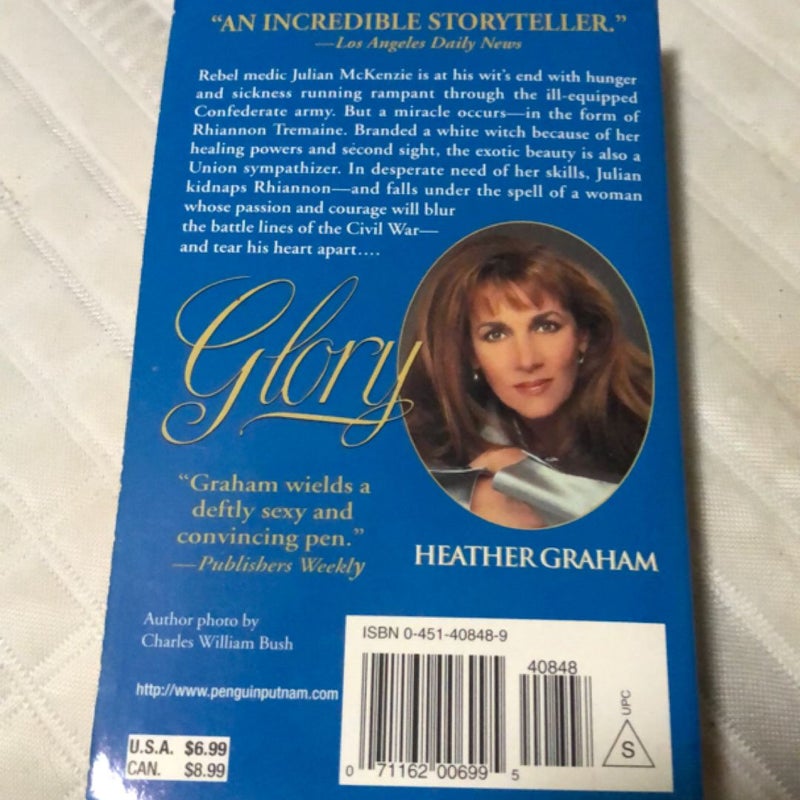 “AN INCREDIBLE STORYTELLER.”
—Los Angeles Daily News
Rebel medic Julian McKenzie is at his wit’s end with hunger
and sickness running rampant through the ill-equipped
Confederate army. But a miracle occurs—in the form of
Rhiannon Tremaine. Branded a white witch because of her
healing powers and second sight, the exotic beauty is also a
Union sympathizer. In desperate need of her skills, Julian
kidnaps Rhiannon—and falls under the spell of a woman
whose passion and courage will blur
the battle lines of the Civil War—
and tear his heart apart....
Glory
“Graham wields a
deftly sexy and
convincing pen.”
—Publishers Weekly
HEATHER GRAHAM
Author photo by
Charles William Bush
http://www.penguinputnam.com
U.S.A. $6.99
CAN. $8.99
ISBN 0-451-40848-9
40848
0 71162 00699 5
UPC
S